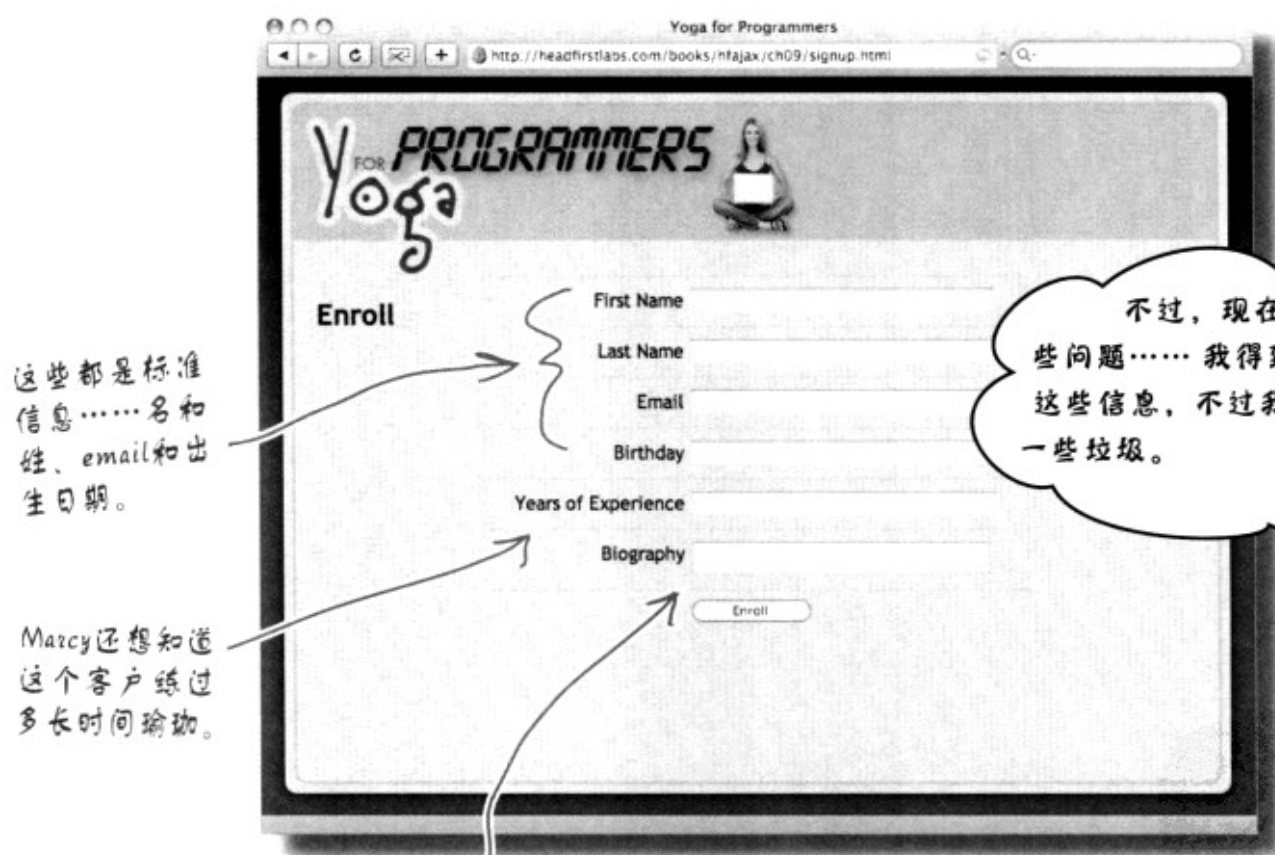 Yoga for Programmers
http://headfirstlabs.com/books/hfajax/ch09/signup.html
Yoga FOR PROGRAMMERS
Enroll
First Name
Last Name
Email
Birthday
Years of Experience
Biography
Enroll
这些都是标准
信息……名和
姓、email和出
生日期。
Marcy还想知道
这个客户练过
多长时间瑜珈。
不过，现在
些问题……我得到
这些信息，不过我
一些垃圾。